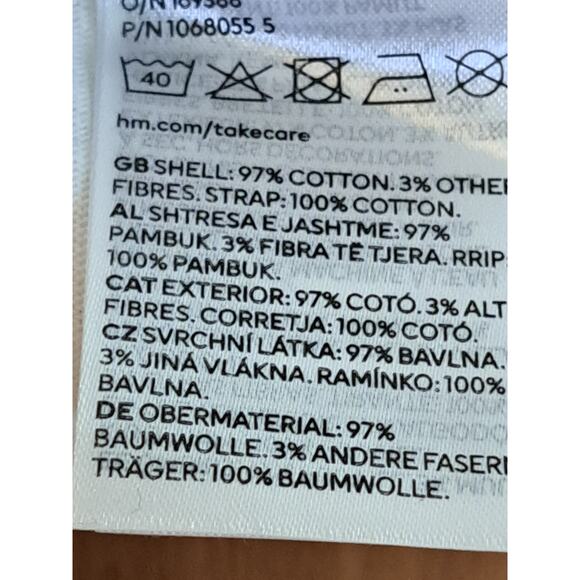 P/N 1068055 5
40
hm.com/takecare
GB SHELL: 97% COTTON. 3% OTHER
FIBRES. STRAP: 100% COTTON.
AL SHTRESA E JASHTME: 97%
PAMBUK. 3% FIBRA TË TJERA. RRIP:
100% PAMBUK.
CAT EXTERIOR: 97% COTÓ. 3% ALT
FIBRES. CORRETJA: 100% COTÓ.
CZ SVRCHNÍ LÁTKA: 97% BAVLNA.
3% JINÁ VLÁKNA. RAMÍNKO: 100%
BAVLNA.
DE OBERMATERIAL: 97%
BAUMWOLLE. 3% ANDERE FASERN
TRÄGER: 100% BAUMWOLLE.